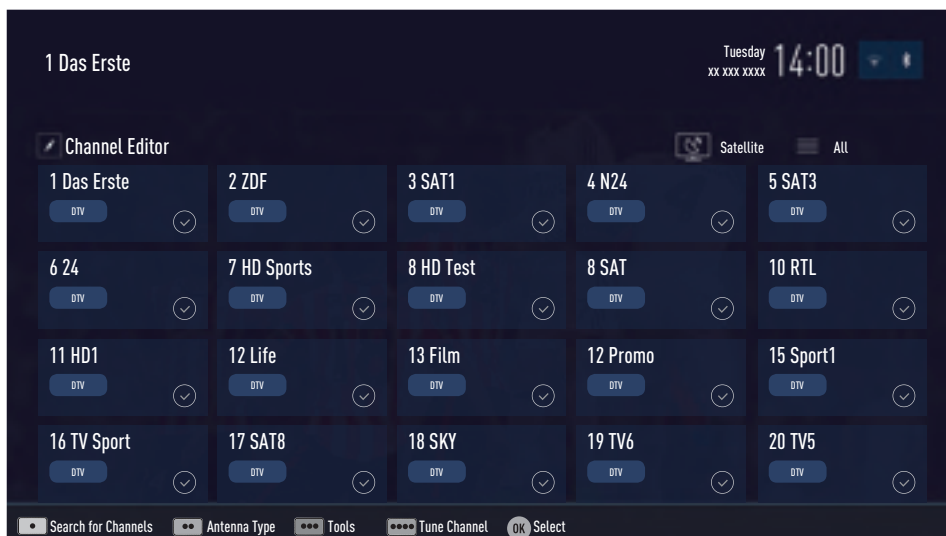 1 Das Erste
Tuesday
xx xxx xxxx
14:00
Channel Editor
Satellite
All
1 Das Erste
2 ZDF
3 SAT1
4 N24
5 SAT3
DTV
DTV
DTV
DTV
DTV
6 24
7 HD Sports
8 HD Test
8 SAT
10 RTL
DTV
DTV
DTV
DTV
DTV
11 HD1
12 Life
13 Film
12 Promo
15 Sport1
DTV
DTV
DTV
DTV
DTV
16 TV Sport
17 SAT8
18 SKY
19 TV6
20 TV5
DTV
DTV
DTV
DTV
DTV
Search for Channels
Antenna Type
Tools
Tune Channel
OK Select